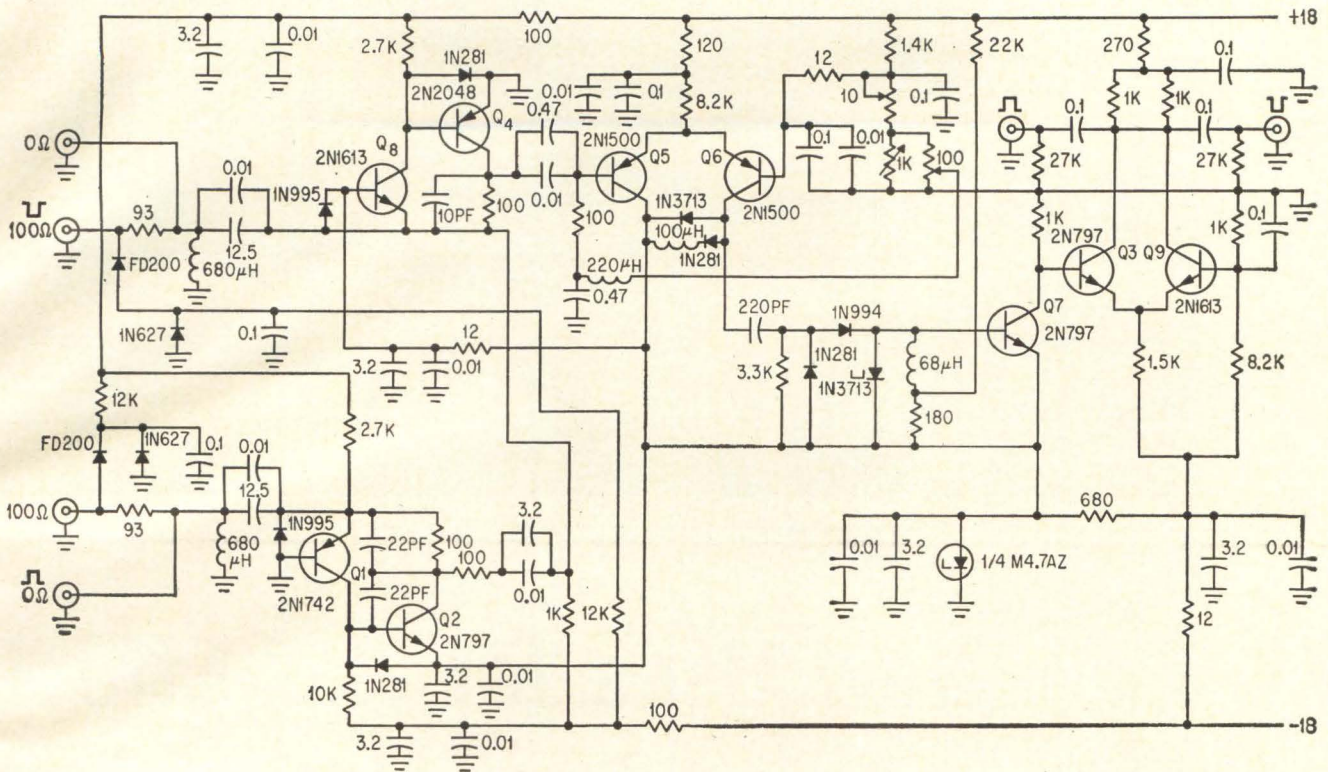 +18
3.2
0.01
100
2.7K
1N281
2N2048
Q4
120
0.01
0.1
8.2K
12
1.4K
22K
10
0.1
270
0.1
1K
1K
0Ω
100Ω
93
0.01
12.5
680µH
1N995
2N1613
Q8
10PF
100
0.47
0.01
2N1500
Q5
Q6
2N1500
0.1
0.01
1K
100
0.1
0.1
27K
27K
FD200
1N627
0.1
100
220µH
0.47
1N3713
100µH
1N281
1K
2N797
Q3
Q9
2N1613
1K
0.1
3.2
0.01
12
220PF
1N994
3.3K
1N281
1N3713
68µH
180
Q7
2N797
1.5K
8.2K
12K
FD200
1N627
0.1
2.7K
100Ω
93
0.01
12.5
680
µH
1N995
22PF
100
100
3.2
0.01
0Ω
2N1742
Q1
22PF
Q2
2N797
1K
12K
0.01
3.2
1/4 M4.7AZ
680
3.2
0.01
12
10K
1N281
3.2
0.01
3.2
0.01
100
-18